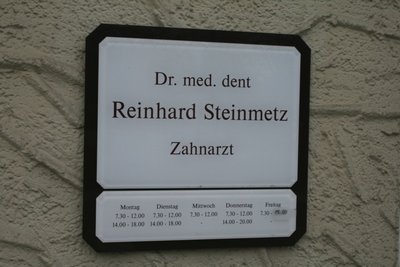 Dr. med. dent
Reinhard Steinmetz
Zahnarzt
Montag Dienstag Mittwoch Donnerstag Freitag
7.30 - 12.00 7.30 - 12.00 7.30 - 12.00 7.30 - 12.00 7.30 -
14.00 - 18.00 14.00 - 18.00 14.00 - 20.00